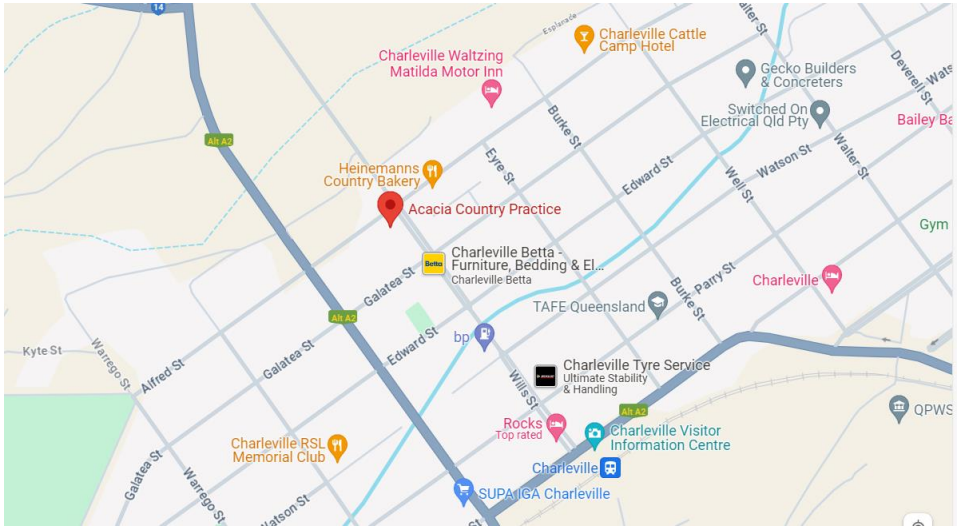 14
Esplanade
Walter St
Charleville Cattle
Camp Hotel
Charleville Waltzing
Matilda Motor Inn
Gecko Builders
& Concreters
Deverell St
Wats
Switched On
Electrical Qld Pty
Bailey Ba
Alt A2
Burke St
Eyre St
Edward St
Weil St
Watson St
Walter St
Heinemanns
Country Bakery
Acacia Country Practice
Gym
Betta
Charleville Betta -
Furniture, Bedding & El...
Charleville Betta
Galatea St
Parry St
Burke St
Charleville
TAFE Queensland
Alt A2
bp
Edward St
Kyte St
Warrego St
Alfred St
Galatea St
Wills St
Charleville Tyre Service
Ultimate Stability
& Handling
Alt A2
QPWS
Rocks
Top rated
Charleville Visitor
Information Centre
Charleville RSL
Memorial Club
Charleville
Galatea St
Warrego St
Watson St
SUPA IGA Charleville